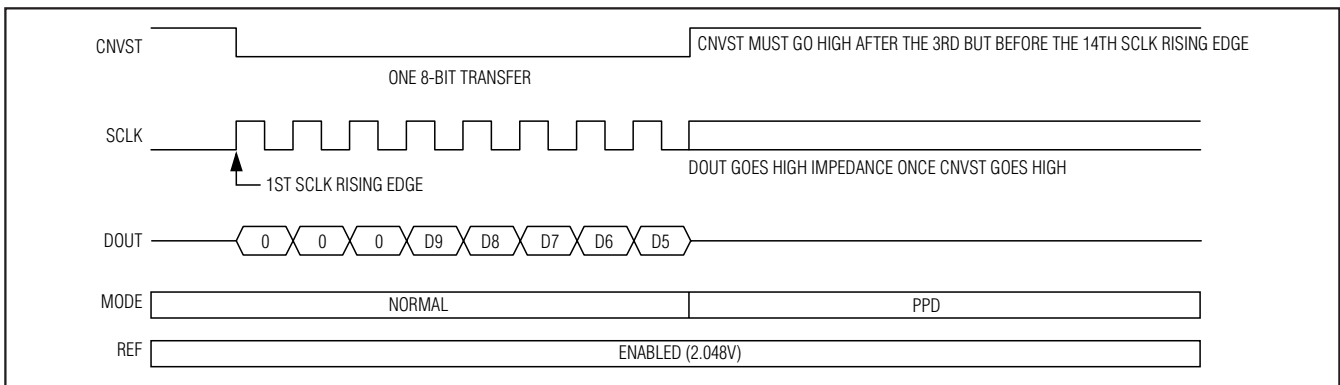 CNVST
CNVST MUST GO HIGH AFTER THE 3RD BUT BEFORE THE 14TH SCLK RISING EDGE
ONE 8-BIT TRANSFER
SCLK
DOUT GOES HIGH IMPEDANCE ONCE CNVST GOES HIGH
1ST SCLK RISING EDGE
DOUT 0 0 0 D9 D8 D7 D6 D5
MODE NORMAL PPD
REF ENABLED (2.048V)